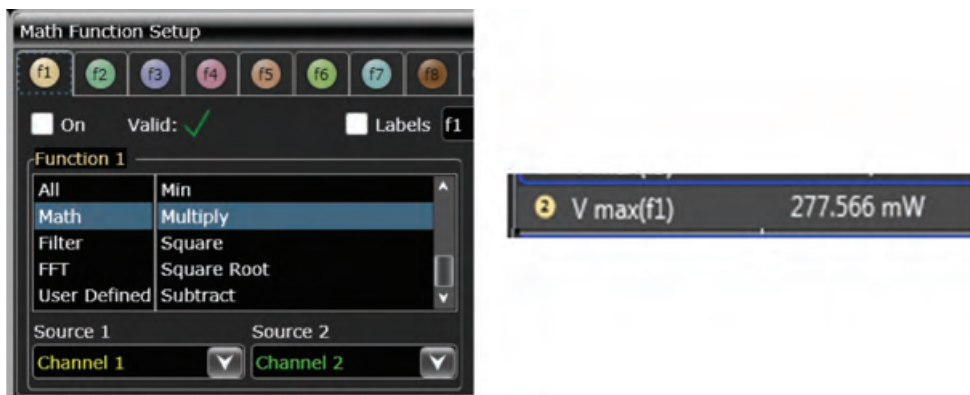 Math Function Setup
f1 f2 f3 f4 f5 f6 f7 f8
On Valid: Labels f1
Function 1
All Min
Math Multiply
Filter Square
FFT Square Root
User Defined Subtract
Source 1 Source 2
Channel 1 Channel 2
2 V max(f1) 277.566 mW